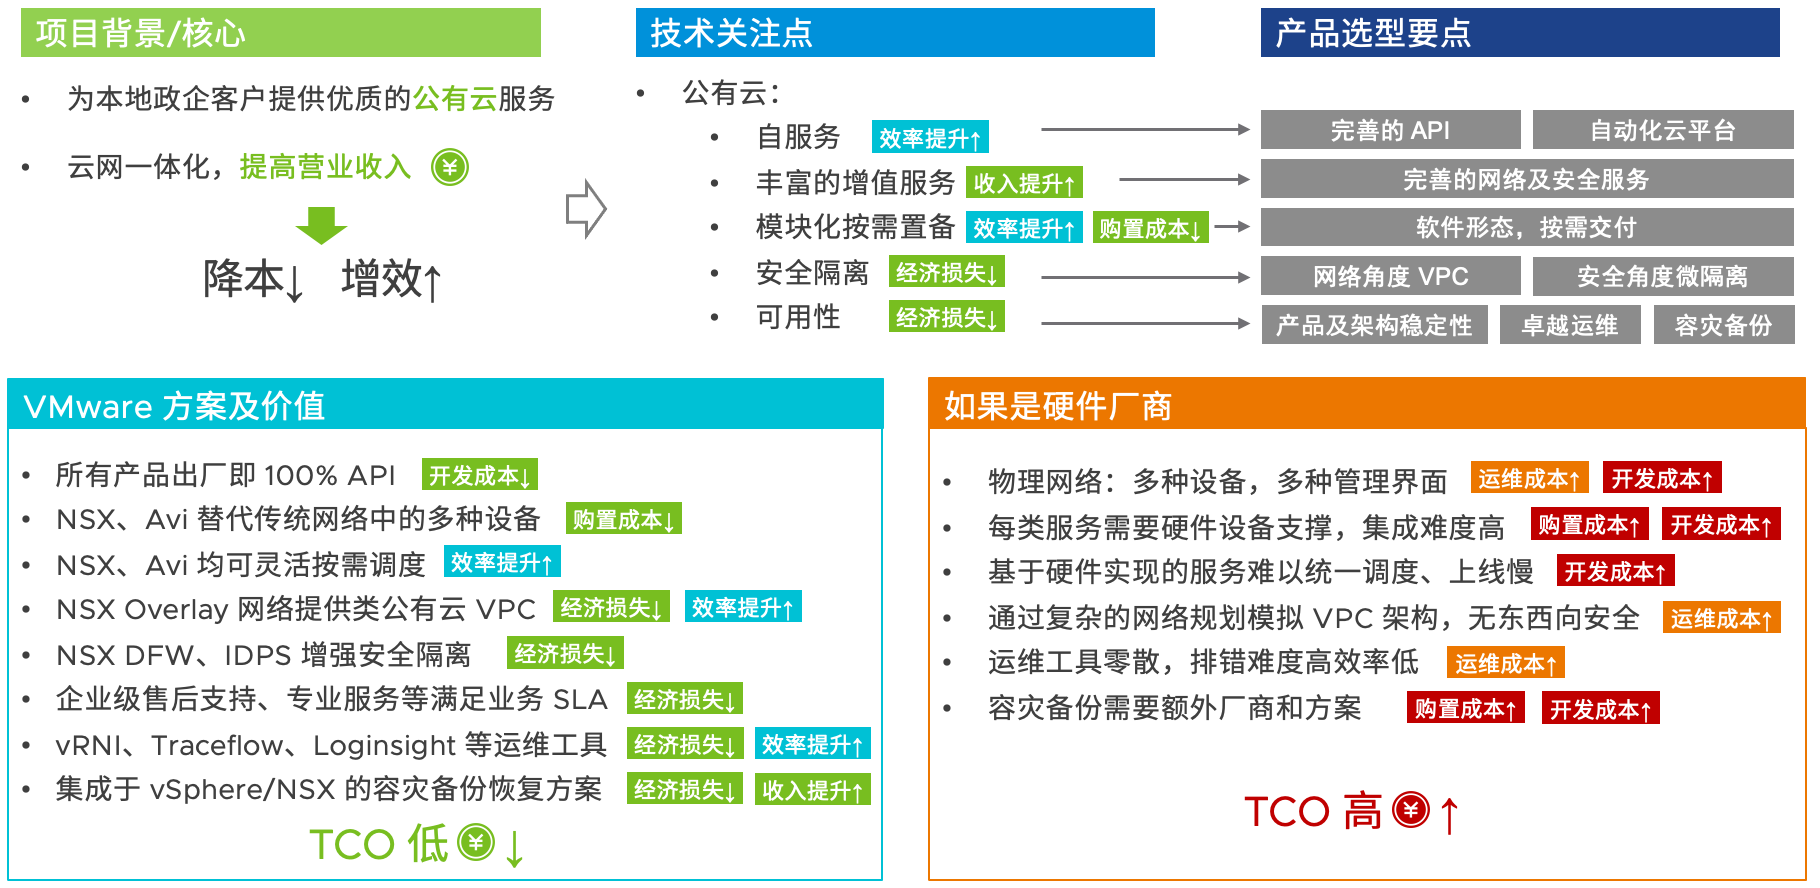 项目背景/核心
• 为本地政企客户提供优质的公有云服务
• 云网一体化，提高营业收入 ¥
降本↓ 增效↑
技术关注点
• 公有云：
• 自服务 效率提升↑
• 丰富的增值服务 收入提升↑
• 模块化按需置备 效率提升↑ 购置成本↓
• 安全隔离 经济损失↓
• 可用性 经济损失↓
产品选型要点
完善的 API 自动化云平台
完善的网络及安全服务
软件形态，按需交付
网络角度 VPC 安全角度微隔离
产品及架构稳定性 卓越运维 容灾备份
VMware 方案及价值
• 所有产品出厂即 100% API 开发成本↓
• NSX、Avi 替代传统网络中的多种设备 购置成本↓
• NSX、Avi 均可灵活按需调度 效率提升↑
• NSX Overlay 网络提供类公有云 VPC 经济损失↓ 效率提升↑
• NSX DFW、IDPS 增强安全隔离 经济损失↓
• 企业级售后支持、专业服务等满足业务 SLA 经济损失↓
• vRNI、Traceflow、Loginsight 等运维工具 经济损失↓ 效率提升↑
• 集成于 vSphere/NSX 的容灾备份恢复方案 经济损失↓ 收入提升↑
TCO 低 ¥ ↓
如果是硬件厂商
• 物理网络：多种设备，多种管理界面 运维成本↑ 开发成本↑
• 每类服务需要硬件设备支撑，集成难度高 购置成本↑ 开发成本↑
• 基于硬件实现的服务难以统一调度、上线慢 开发成本↑
• 通过复杂的网络规划模拟 VPC 架构，无东西向安全 运维成本↑
• 运维工具零散，排错难度高效率低 运维成本↑
• 容灾备份需要额外厂商和方案 购置成本↑ 开发成本↑
TCO 高 ¥ ↑